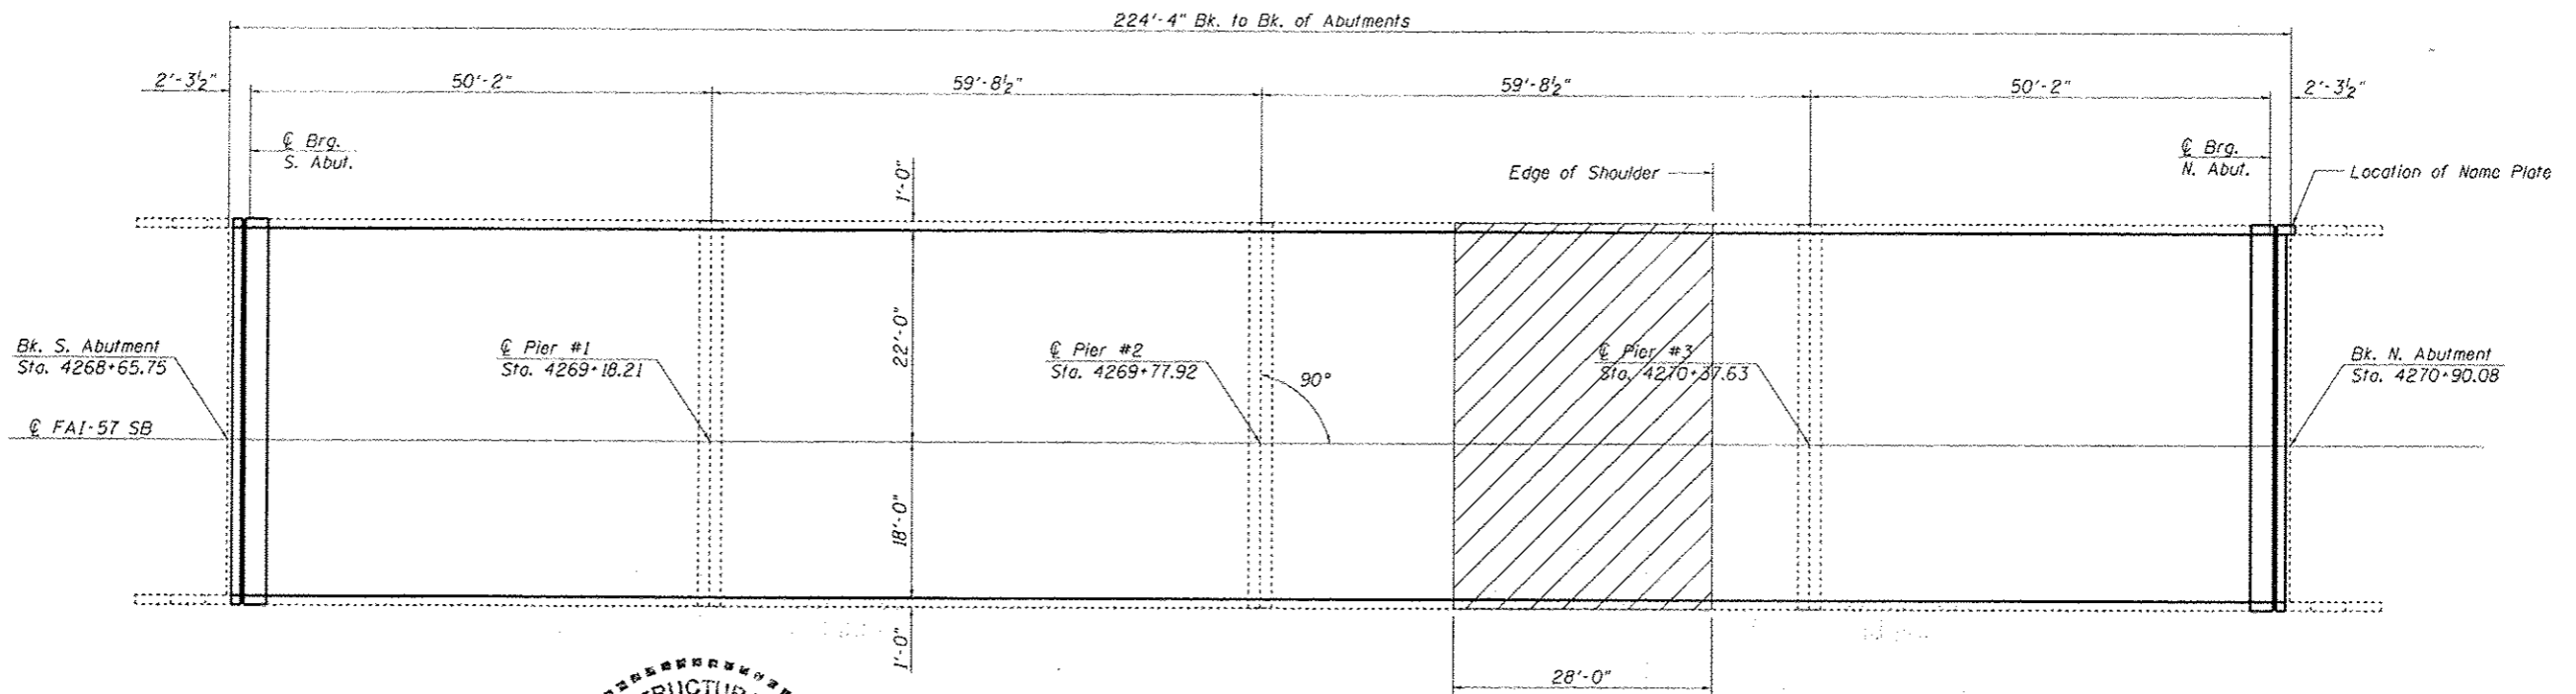 224'-4" Bk. to Bk. of Abutments
2'-3½" 50'-2" 59'-8½" 59'-8½" 50'-2" 2'-3½"
℄ Brg.
S. Abut.
1'-0"
Edge of Shoulder
℄ Brg.
N. Abut.
Location of Name Plate
22'-0"
Bk. S. Abutment
Sta. 4268+65.75
℄ Pier #1
Sta. 4269+18.21
℄ Pier #2
Sta. 4269+77.92
90°
℄ Pier #3
Sta. 4270+37.63
Bk. N. Abutment
Sta. 4270+90.08
℄ FAI-57 SB
18'-0"
1'-0"
28'-0"